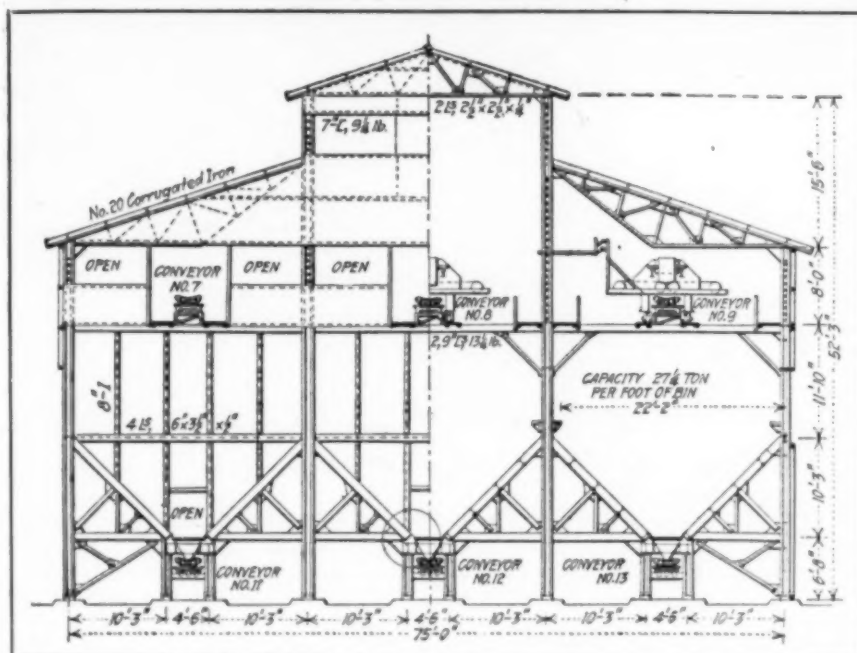 2 Ls, 2½" x 2½" x ¼"
7" [, 9¼ lb.
No. 20 Corrugated Iron
15'-6"
OPEN
CONVEYOR
NO.7
OPEN
OPEN
CONVEYOR
NO.8
CONVEYOR
NO.9
8'-0"
52'-3"
2, 9" [s 13¼ lb.
CAPACITY 27¼ TON
PER FOOT OF BIN
22'-2"
11'-10"
8" I
4 Ls, 6" x 3½" x ½"
10'-3"
OPEN
CONVEYOR
NO.11
CONVEYOR
NO.12
CONVEYOR
NO.13
6'-8"
10'-3"
4'-6"
10'-3"
10'-3"
4'-6"
10'-3"
10'-3"
4'-6"
10'-3"
75'-0"